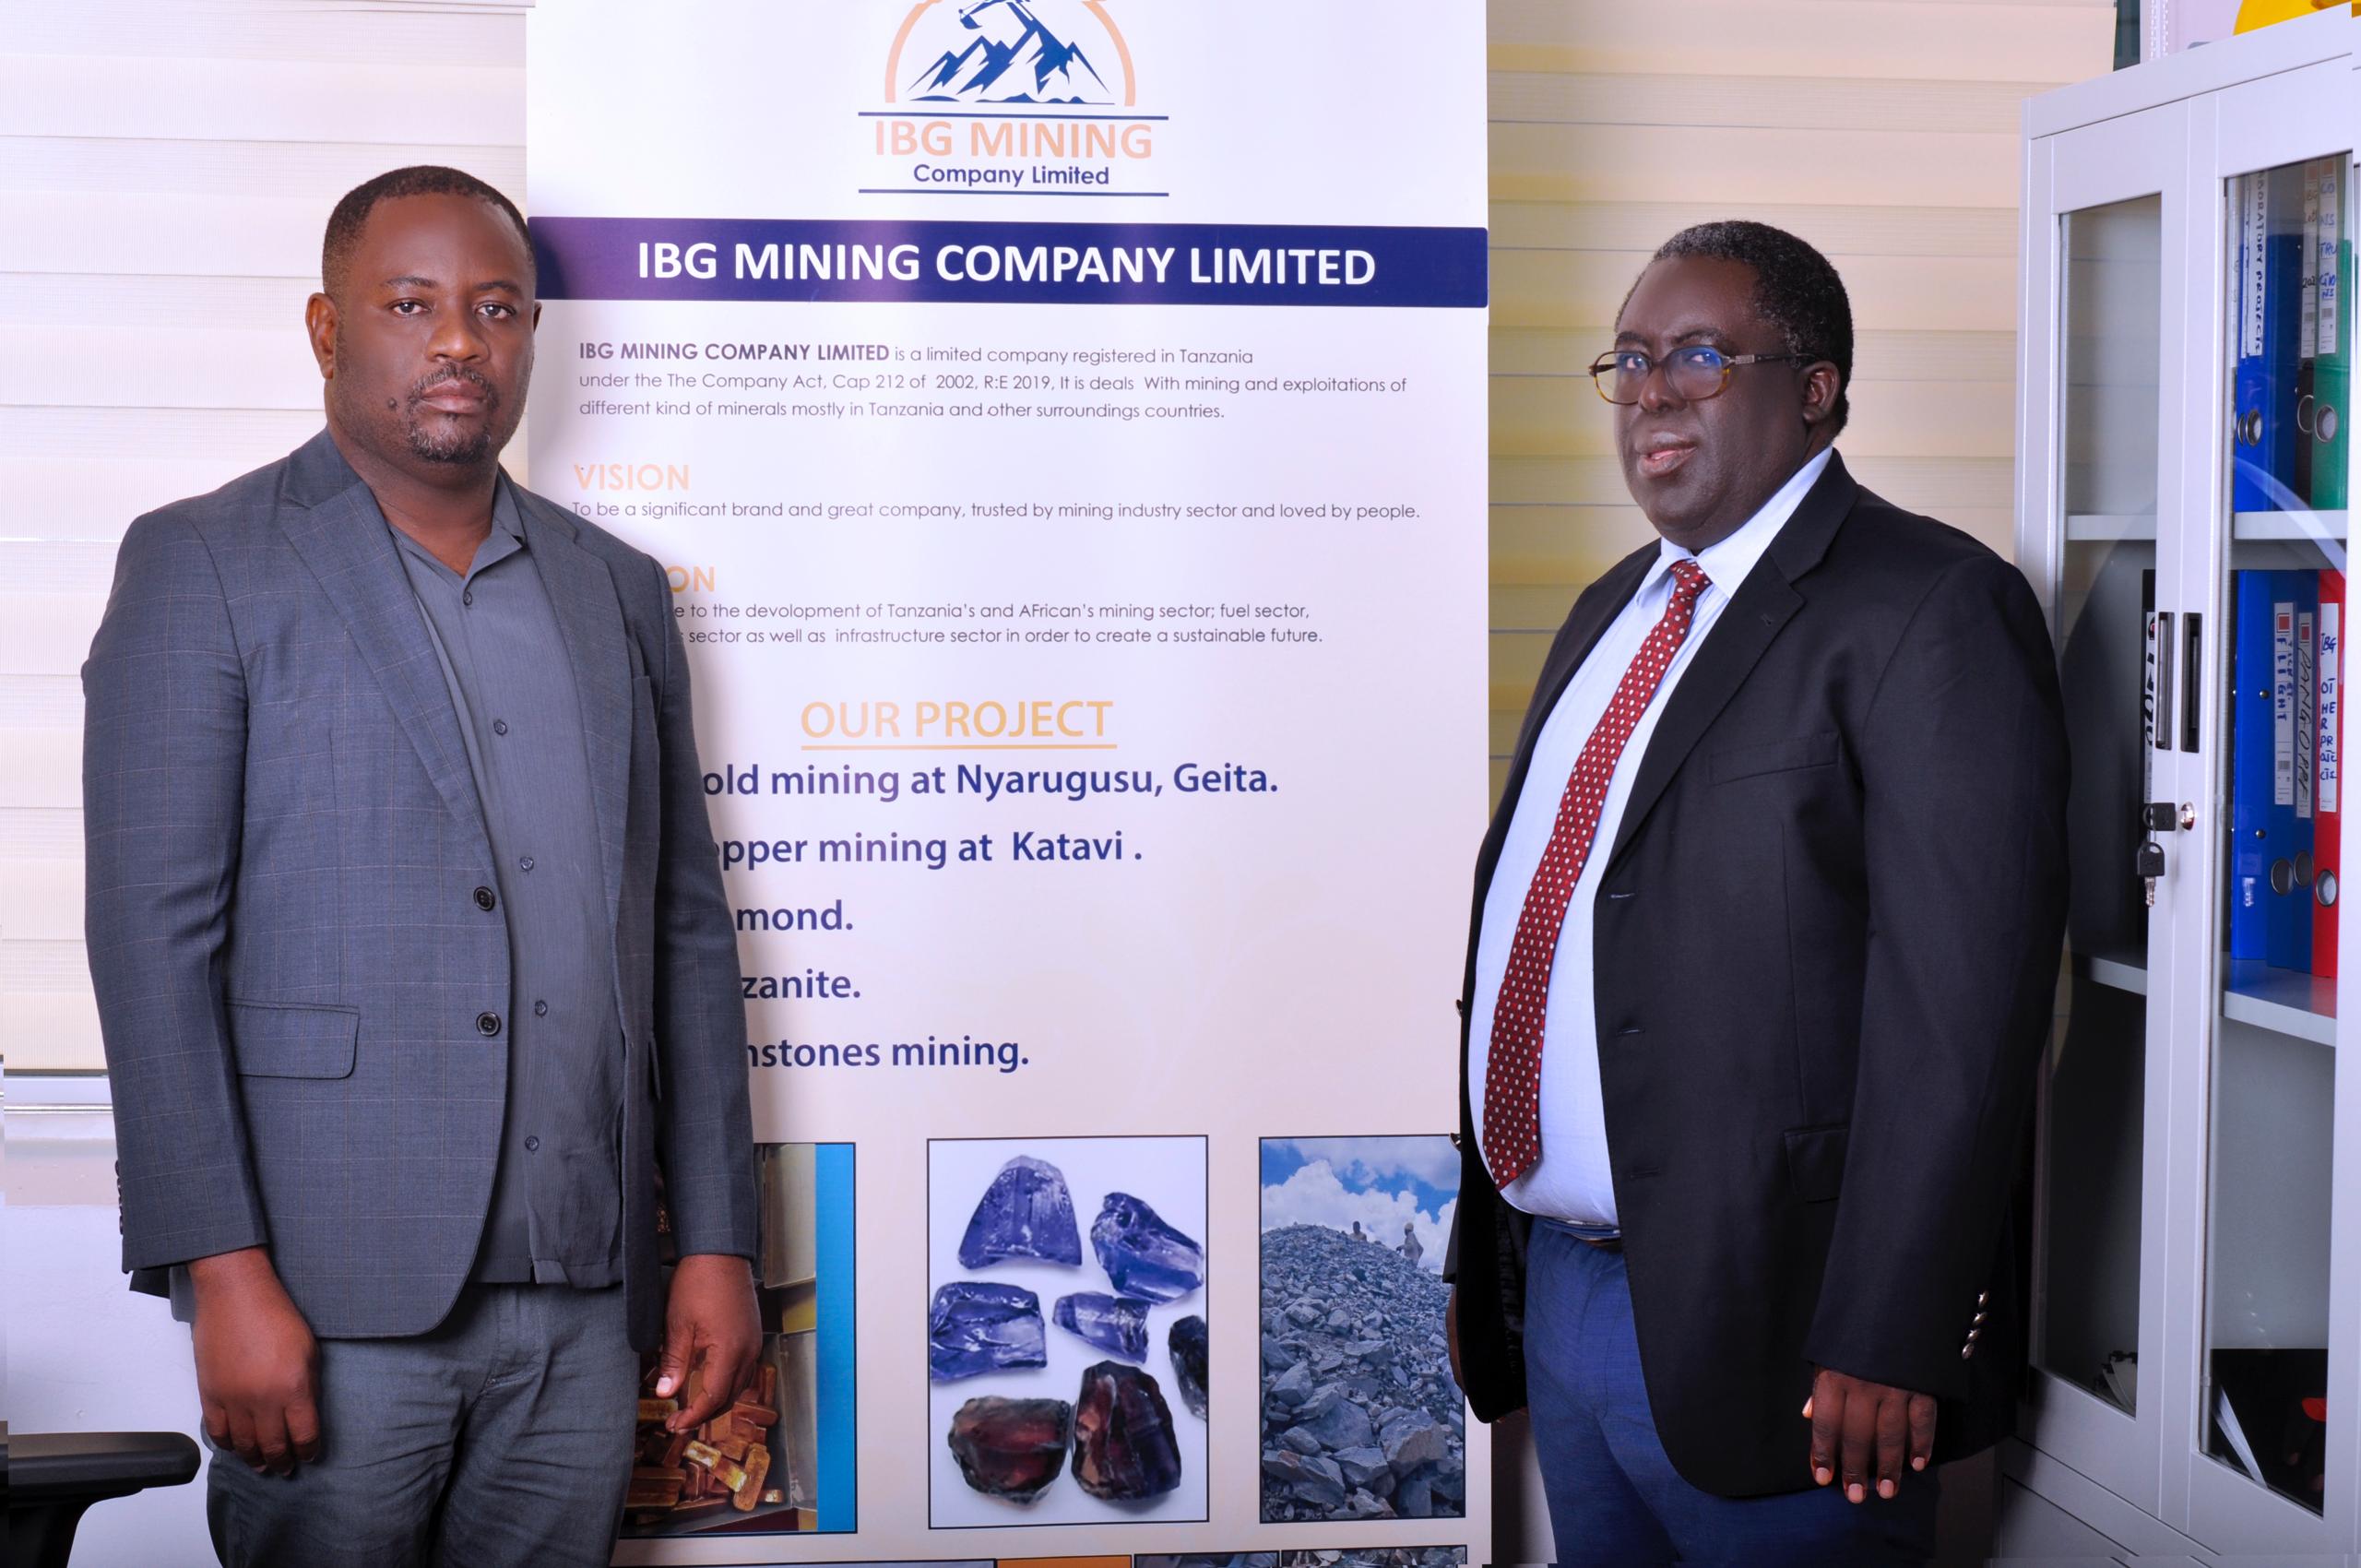 IBG MINING
Company Limited
IBG MINING COMPANY LIMITED
IBG MINING COMPANY LIMITED is a limited company registered in Tanzania
under the The Company Act, Cap 212 of 2002, R:E 2019, It is deals With mining and exploitations of
different kind of minerals mostly in Tanzania and other surroundings countries.
VISION
To be a significant brand and great company, trusted by mining industry sector and loved by people.
ON
e to the devolopment of Tanzania's and AFrican's mining sector; fuel sector,
sector as well as infrastructure sector in order to create a sustainable future.
OUR PROJECT
old mining at Nyarugusu, Geita.
pper mining at Katavi .
mond.
zanite.
nstones mining.
FLIGHT
IBG